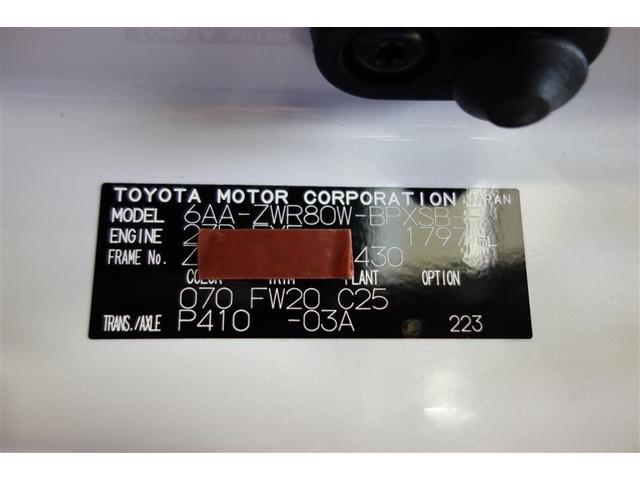 TOYOTA MOTOR CORPORATION JAPAN
MODEL 6AA-ZWR80W-BPXSB
ENGINE
FRAME No. Z 430
COLOR TRIM PLANT OPTION
070 FW20 C25
TRANS./AXLE P410 -03A 223